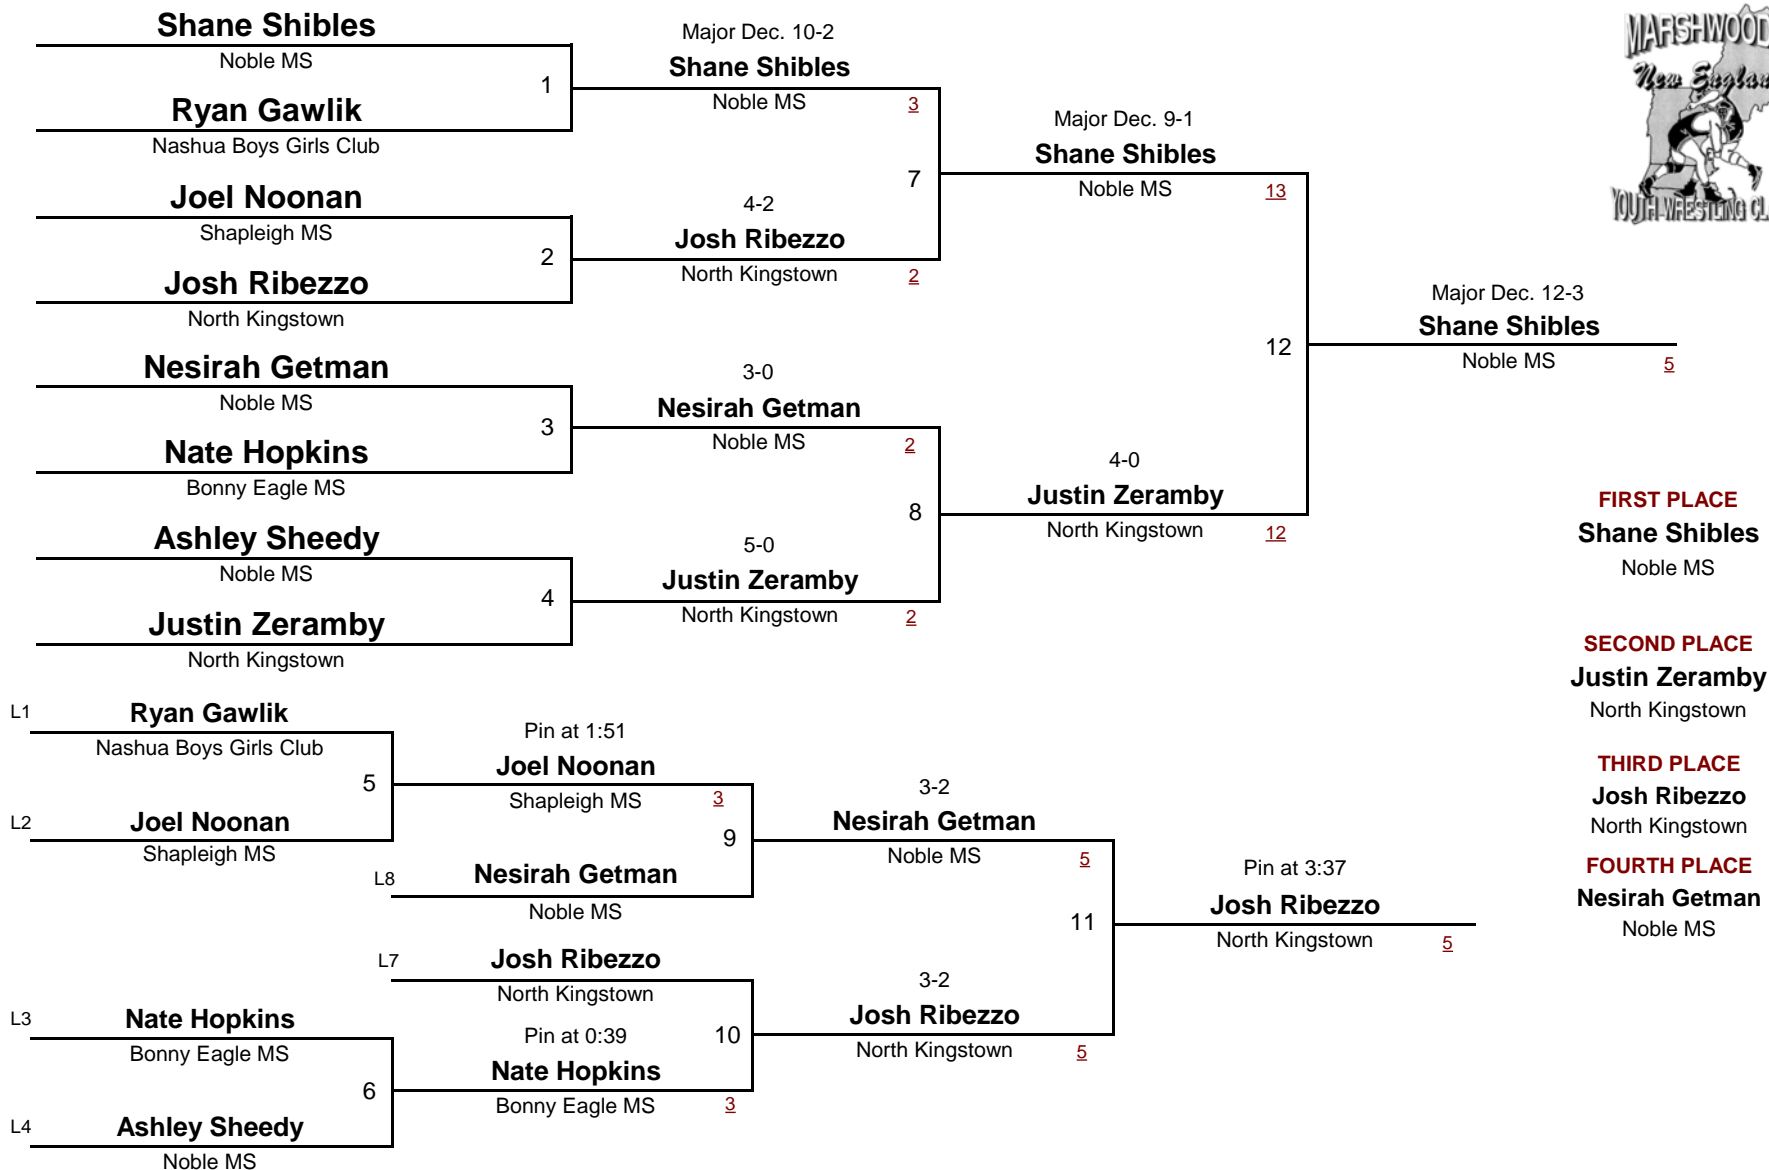 Shane Shibles
Noble MS
1
Ryan Gawlik
Nashua Boys Girls Club
Joel Noonan
Shapleigh MS
2
Josh Ribezzo
North Kingstown
Nesirah Getman
Noble MS
3
Nate Hopkins
Bonny Eagle MS
Ashley Sheedy
Noble MS
4
Justin Zeramby
North Kingstown
Major Dec. 10-2
Shane Shibles
Noble MS 3
7
4-2
Josh Ribezzo
North Kingstown 2
3-0
Nesirah Getman
Noble MS 2
8
5-0
Justin Zeramby
North Kingstown 2
Major Dec. 9-1
Shane Shibles
Noble MS 13
12
4-0
Justin Zeramby
North Kingstown 12
Major Dec. 12-3
Shane Shibles
Noble MS 5
MARSHWOOD
New England
YOUTH WRESTLING
FIRST PLACE
Shane Shibles
Noble MS
SECOND PLACE
Justin Zeramby
North Kingstown
THIRD PLACE
Josh Ribezzo
North Kingstown
FOURTH PLACE
Nesirah Getman
Noble MS
L1 Ryan Gawlik
Nashua Boys Girls Club
5
L2 Joel Noonan
Shapleigh MS
Pin at 1:51
Joel Noonan
Shapleigh MS 3
9
L8 Nesirah Getman
Noble MS
L7 Josh Ribezzo
North Kingstown
10
L3 Nate Hopkins
Bonny Eagle MS
6
L4 Ashley Sheedy
Noble MS
Pin at 0:39
Nate Hopkins
Bonny Eagle MS 3
3-2
Nesirah Getman
Noble MS 5
11
3-2
Josh Ribezzo
North Kingstown 5
Pin at 3:37
Josh Ribezzo
North Kingstown 5